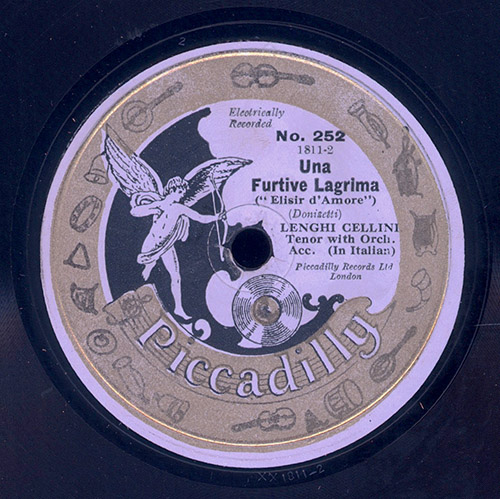 Electrically
Recorded
No. 252
1811-2
Una
Furtive Lagrima
("Elisir d'Amore")
(Donizetti)
LENGHI CELLINI
Tenor with Orch.
Acc. (In Italian)
Piccadilly Records Ltd
London
Piccadilly
XX 1811-2